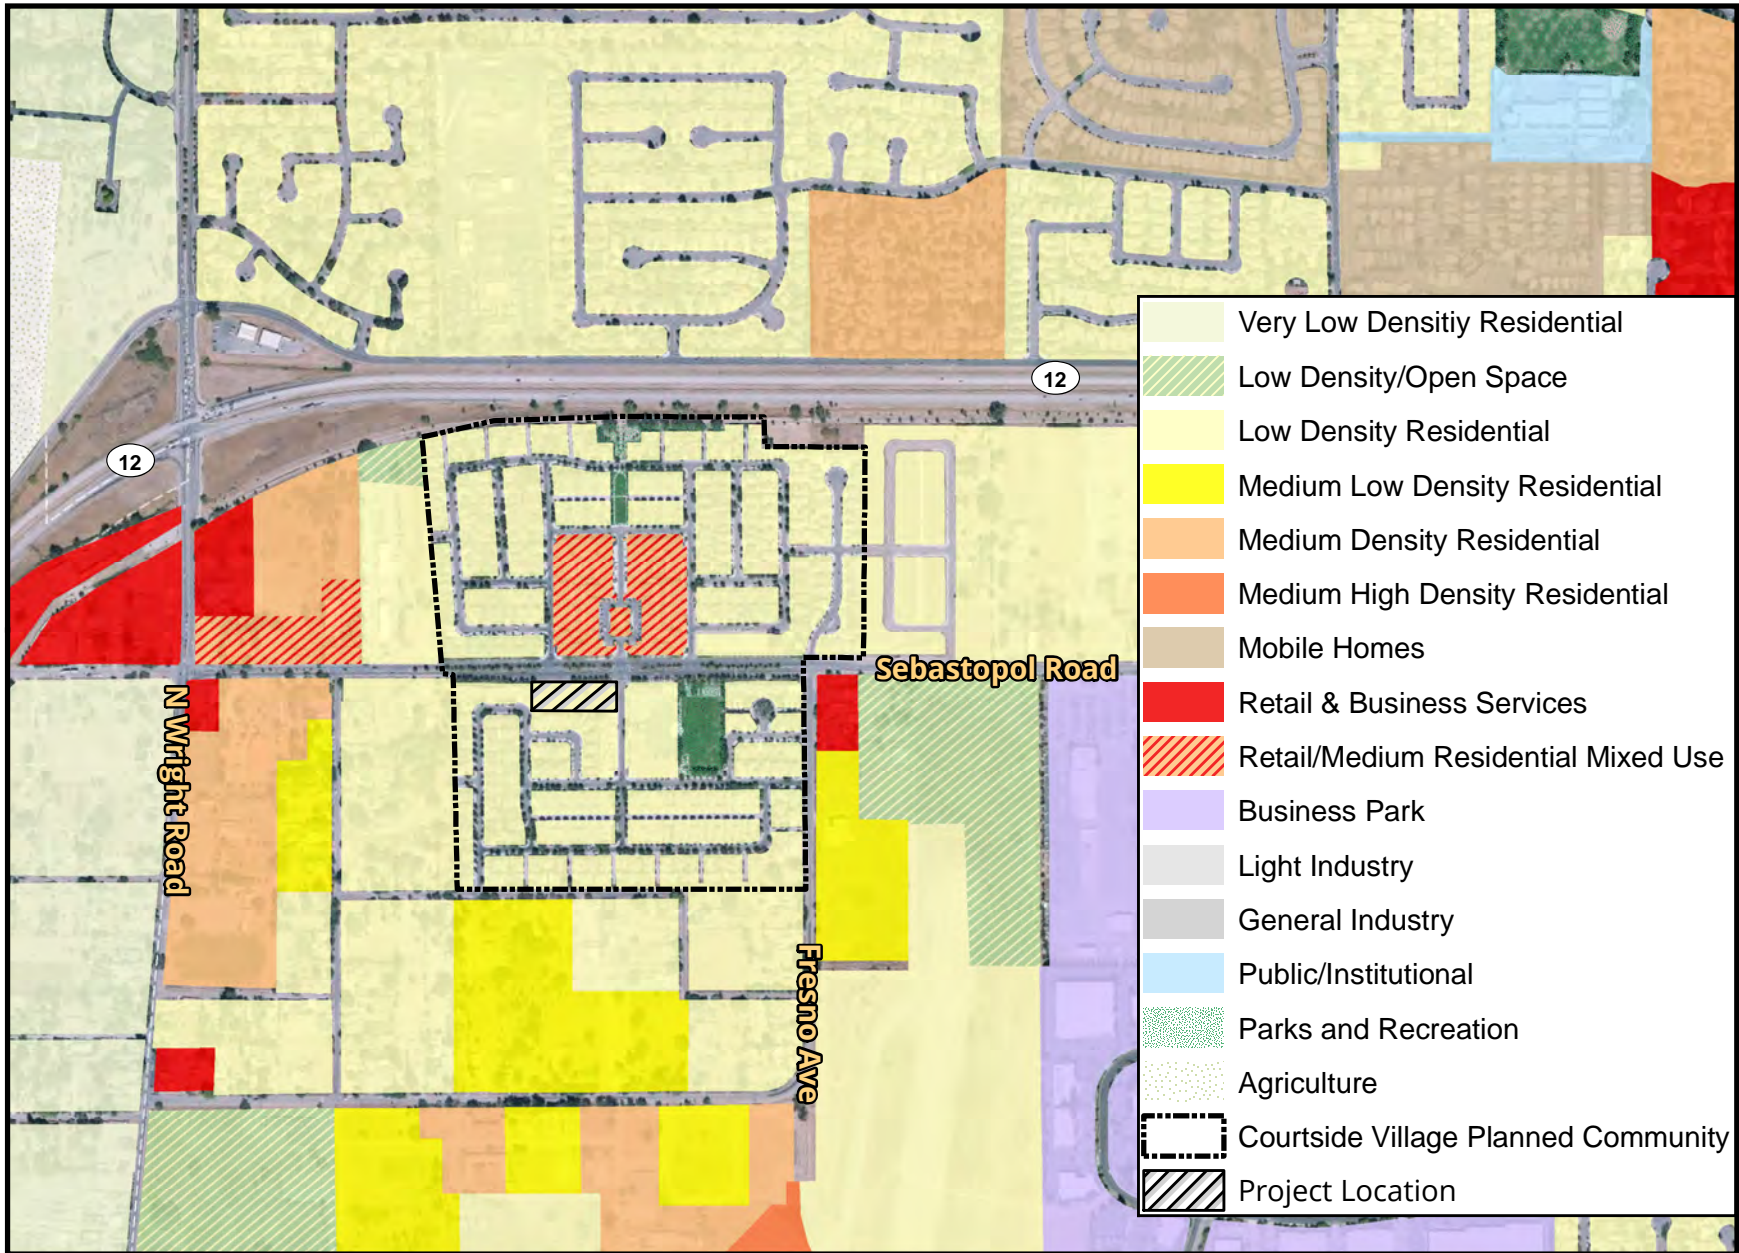 12
12
Sebastopol Road
N Wright Road
Fresno Ave
Very Low Densitiy Residential
Low Density/Open Space
Low Density Residential
Medium Low Density Residential
Medium Density Residential
Medium High Density Residential
Mobile Homes
Retail & Business Services
Retail/Medium Residential Mixed Use
Business Park
Light Industry
General Industry
Public/Institutional
Parks and Recreation
Agriculture
Courtside Village Planned Community
Project Location